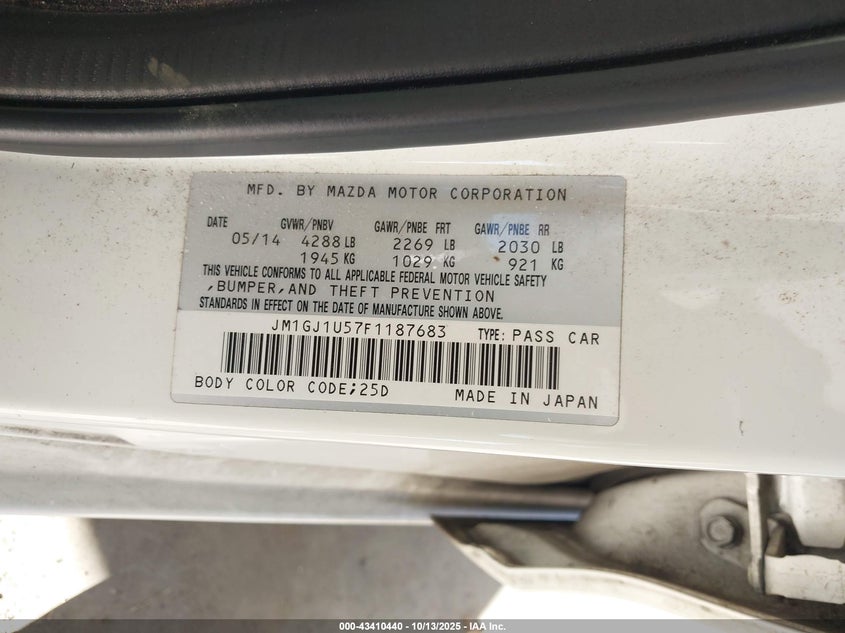 MFD. BY MAZDA MOTOR CORPORATION
DATE GVWR/PNBV GAWR/PNBE FRT GAWR/PNBE RR
05/14 4288 LB 2269 LB 2030 LB
1945 KG 1029 KG 921 KG
THIS VEHICLE CONFORMS TO ALL APPLICABLE FEDERAL MOTOR VEHICLE SAFETY
,BUMPER,AND THEFT PREVENTION
STANDARDS IN EFFECT ON THE DATE OF MANUFACTURE SHOWN ABOVE.
JM1GJ1U57F1187683 TYPE: PASS CAR
BODY COLOR CODE;25D MADE IN JAPAN
000-43410440 - 10/13/2025 - IAA Inc.